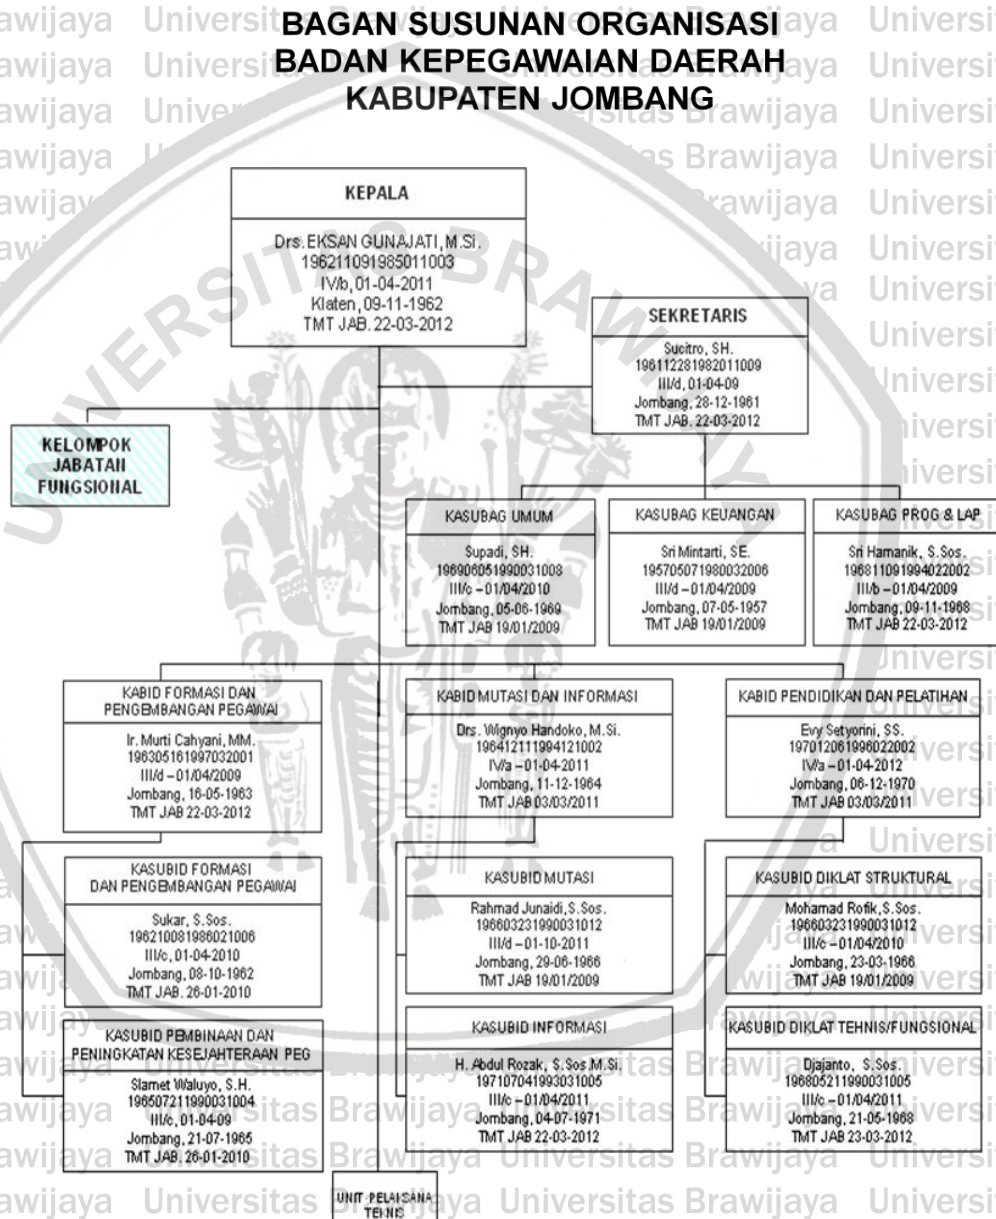 BAGAN SUSUNAN ORGANISASI
BADAN KEPEGAWAIAN DAERAH
KABUPATEN JOMBANG
KEPALA
Drs. EKSAN GUNAJATI, M.Si.
196211091985011003
IV/b, 01-04-2011
Klaten, 09-11-1962
TMT JAB. 22-03-2012
SEKRETARIS
Sucitro, SH.
196112281982011009
III/d, 01-04-09
Jombang, 28-12-1961
TMT JAB. 22-03-2012
KELOMPOK
JABATAN
FUNGSIONAL
KASUBAG UMUM
Supadi, SH.
196906051990031008
III/c – 01/04/2010
Jombang, 05-06-1969
TMT JAB 19/01/2009
KASUBAG KEUANGAN
Sri Mintarti, SE.
195705071980032006
III/d – 01/04/2009
Jombang, 07-05-1957
TMT JAB 19/01/2009
KASUBAG PROG & LAP
Sri Hamanik, S.Sos.
196811091994022002
III/b – 01/04/2009
Jombang, 09-11-1968
TMT JAB 22-03-2012
KABID FORMASI DAN
PENGEMBANGAN PEGAWAI
Ir. Murti Cahyani, MM.
196305161997032001
III/d – 01/04/2009
Jombang, 16-05-1963
TMT JAB 22-03-2012
KABID MUTASI DAN INFORMASI
Drs. Wignyo Handoko, M.Si.
196412111994121002
IV/a – 01-04-2011
Jombang, 11-12-1964
TMT JAB 03/03/2011
KABID PENDIDIKAN DAN PELATIHAN
Evy Setyorini, SS.
197012061996022002
IV/a – 01-04-2012
Jombang, 06-12-1970
TMT JAB 03/03/2011
KASUBID FORMASI
DAN PENGEMBANGAN PEGAWAI
Sukar, S.Sos.
196210081986021006
III/c, 01-04-2010
Jombang, 08-10-1962
TMT JAB. 26-01-2010
KASUBID MUTASI
Rahmad Junaidi, S.Sos.
196603231990031012
III/d – 01-10-2011
Jombang, 29-06-1966
TMT JAB 19/01/2009
KASUBID DIKLAT STRUKTURAL
Mohamad Rofik, S.Sos.
196603231990031012
III/c – 01/04/2010
Jombang, 23-03-1966
TMT JAB 19/01/2009
KASUBID PEMBINAAN DAN
PENINGKATAN KESEJAHTERAAN PEG
Slamet Waluyo, S.H.
196507211990031004
III/c, 01-04-09
Jombang, 21-07-1965
TMT JAB. 26-01-2010
KASUBID INFORMASI
H. Abdul Rozak, S.Sos.M.Si.
197107041993031005
III/c – 01/04/2011
Jombang, 04-07-1971
TMT JAB 22-03-2012
KASUBID DIKLAT TEHNIS/FUNGSIONAL
Djajanto, S.Sos.
196805211990031005
III/c – 01/04/2011
Jombang, 21-05-1968
TMT JAB 23-03-2012
UNIT PELAKSANA
TEKNIS
UNIVERSITAS BRAWIJAYA